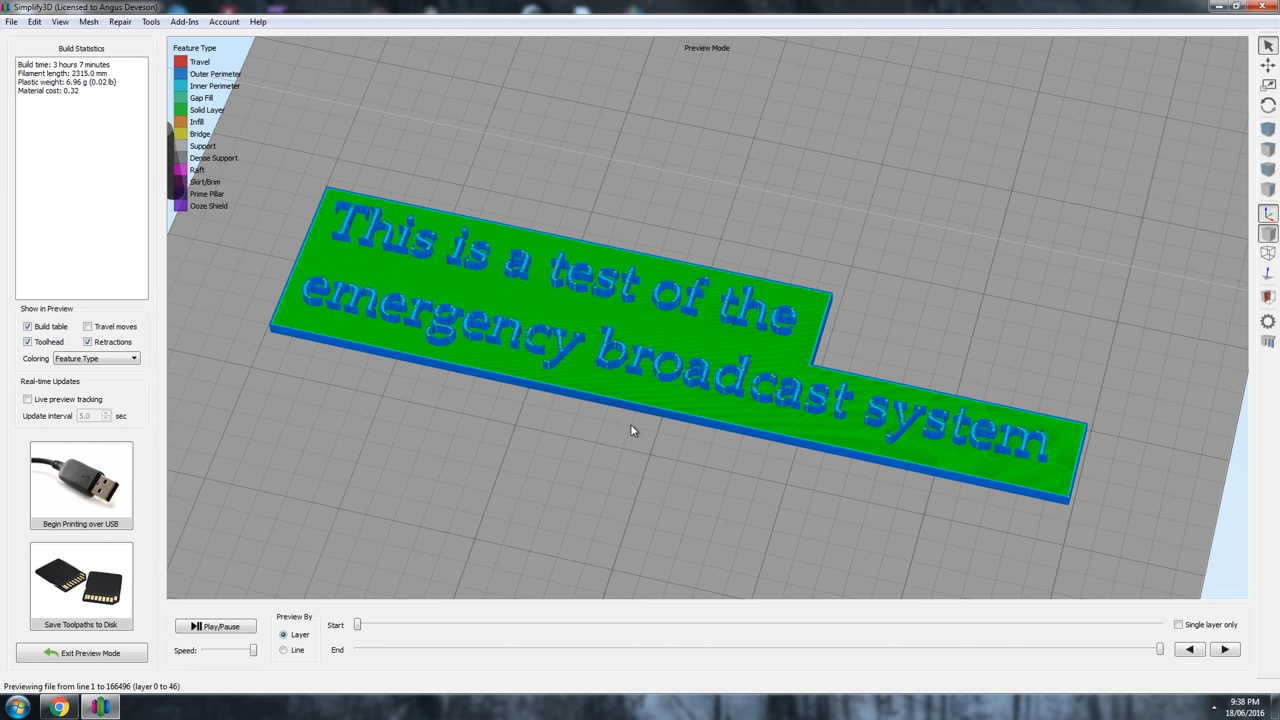 Simplify3D (Licensed to Angus Deveson)
File Edit View Mesh Repair Tools Add-Ins Account Help
Build Statistics
Build time: 3 hours 7 minutes
Filament length: 2315.0 mm
Plastic weight: 6.96 g (0.02 lb)
Material cost: 0.32
Show in Preview
Build table Travel moves
Toolhead Retractions
Coloring Feature Type
Real-time Updates
Live preview tracking
Update interval 5.0 sec
Begin Printing over USB
Save Toolpaths to Disk
Exit Preview Mode
Feature Type
Travel
Outer Perimeter
Inner Perimeter
Gap Fill
Solid Layer
Infill
Bridge
Support
Dense Support
Raft
Skirt/Brim
Prime Pillar
Ooze Shield
Preview Mode
This is a test of the
emergency broadcast system
Play/Pause
Speed:
Preview By
Layer
Line
Start
End
Single layer only
Previewing file from line 1 to 166496 (layer 0 to 46)
9:38 PM
18/06/2016